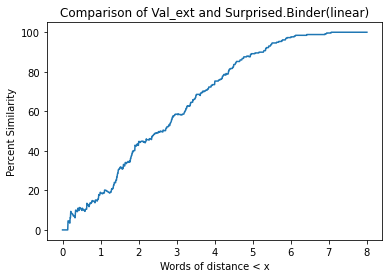 Comparison of Val_ext and Surprised.Binder(linear)
Percent Similarity
100
80
60
40
20
0
0 1 2 3 4 5 6 7 8
Words of distance < x